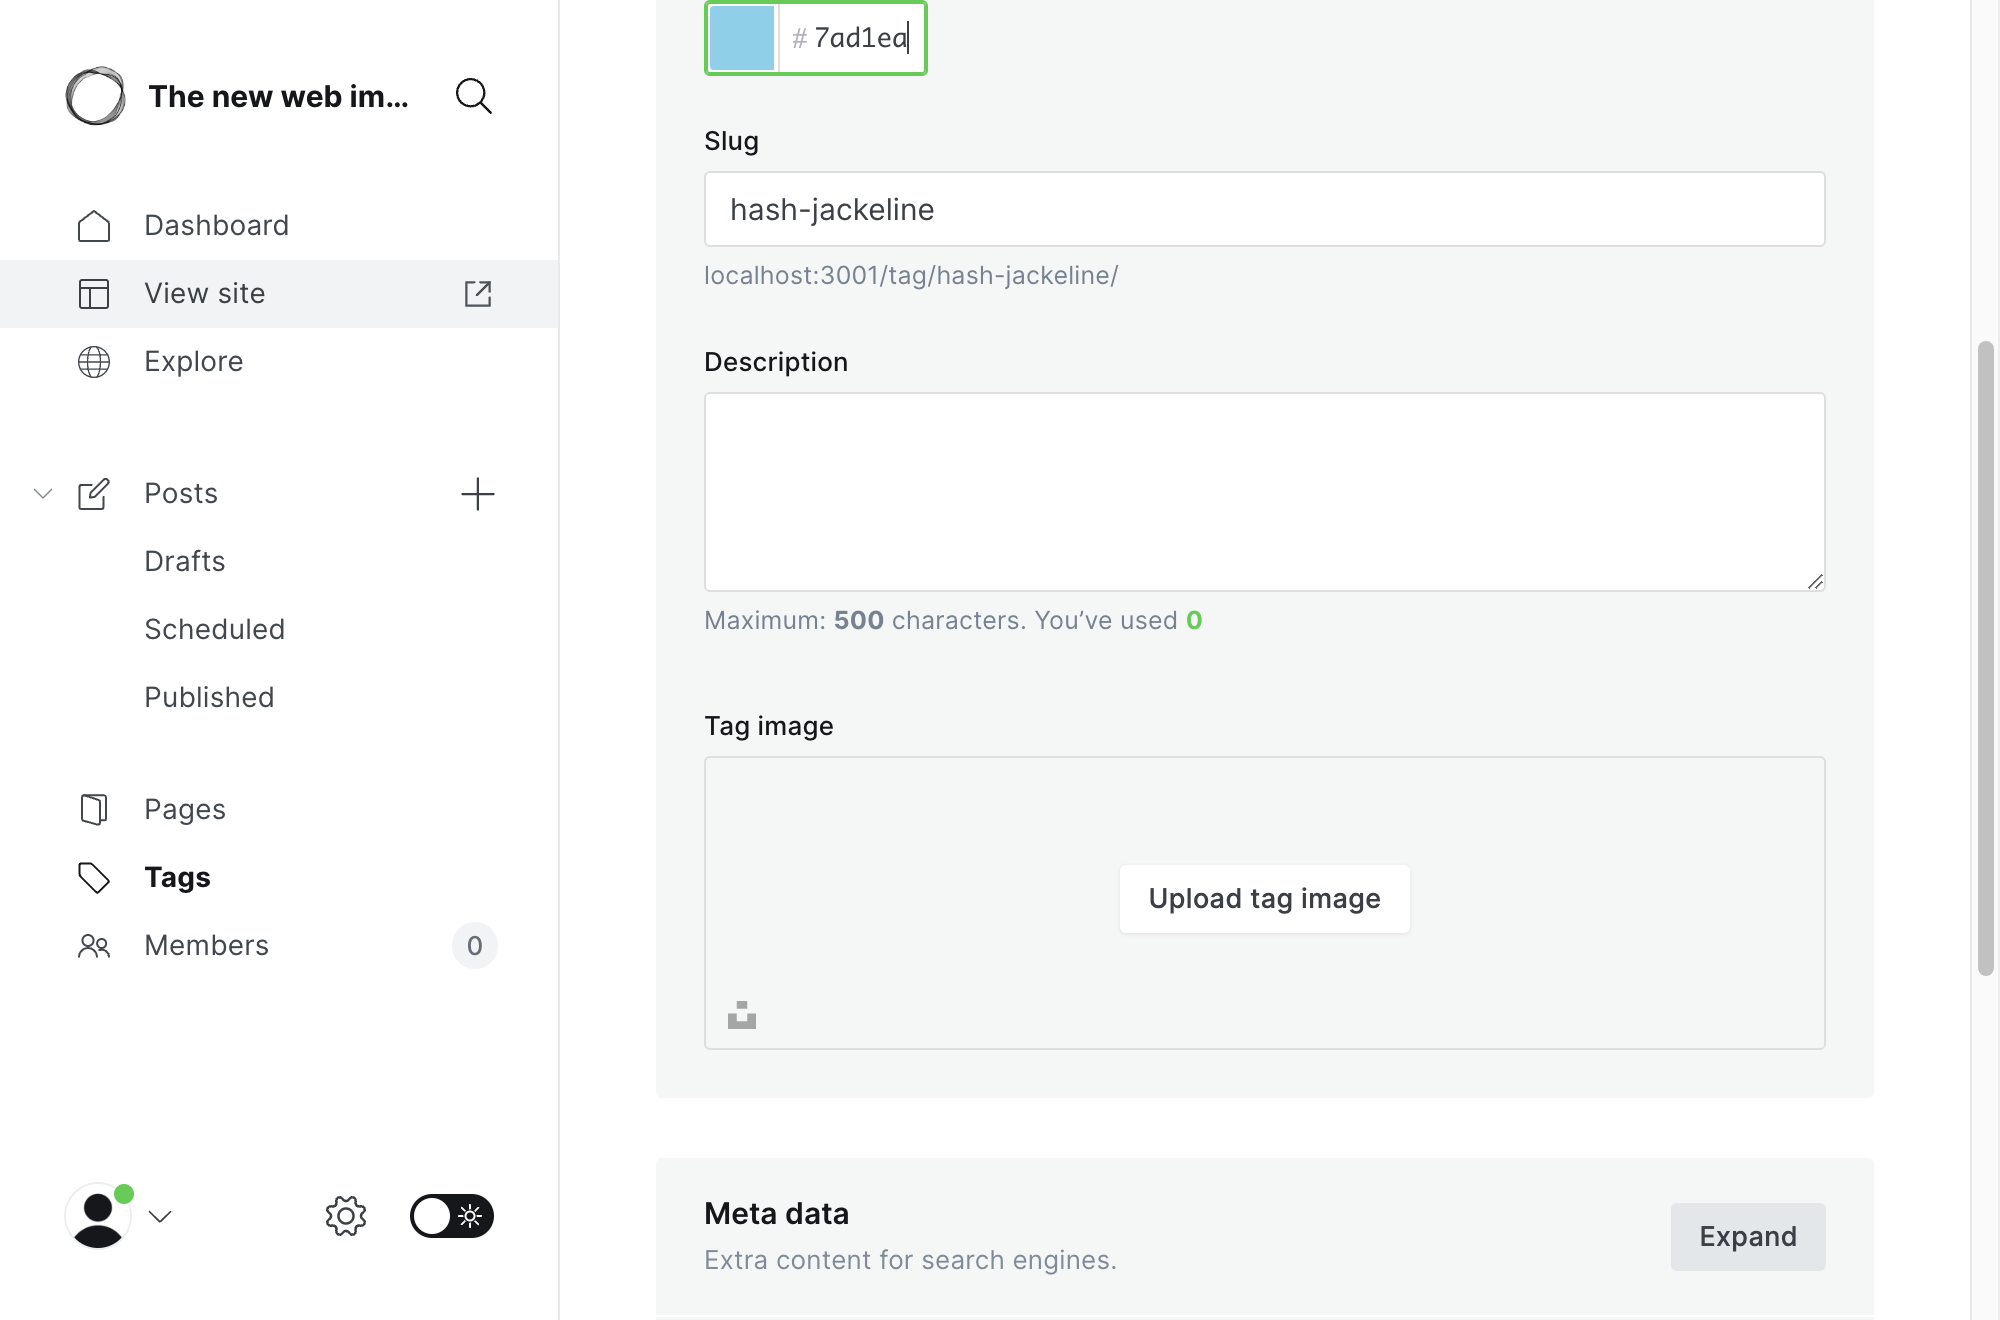 The new web im…
Dashboard
View site
Explore
Posts
Drafts
Scheduled
Published
Pages
Tags
Members 0
# 7ad1ea
Slug
hash-jackeline
localhost:3001/tag/hash-jackeline/
Description
Maximum: 500 characters. You’ve used 0
Tag image
Upload tag image
Meta data
Extra content for search engines.
Expand